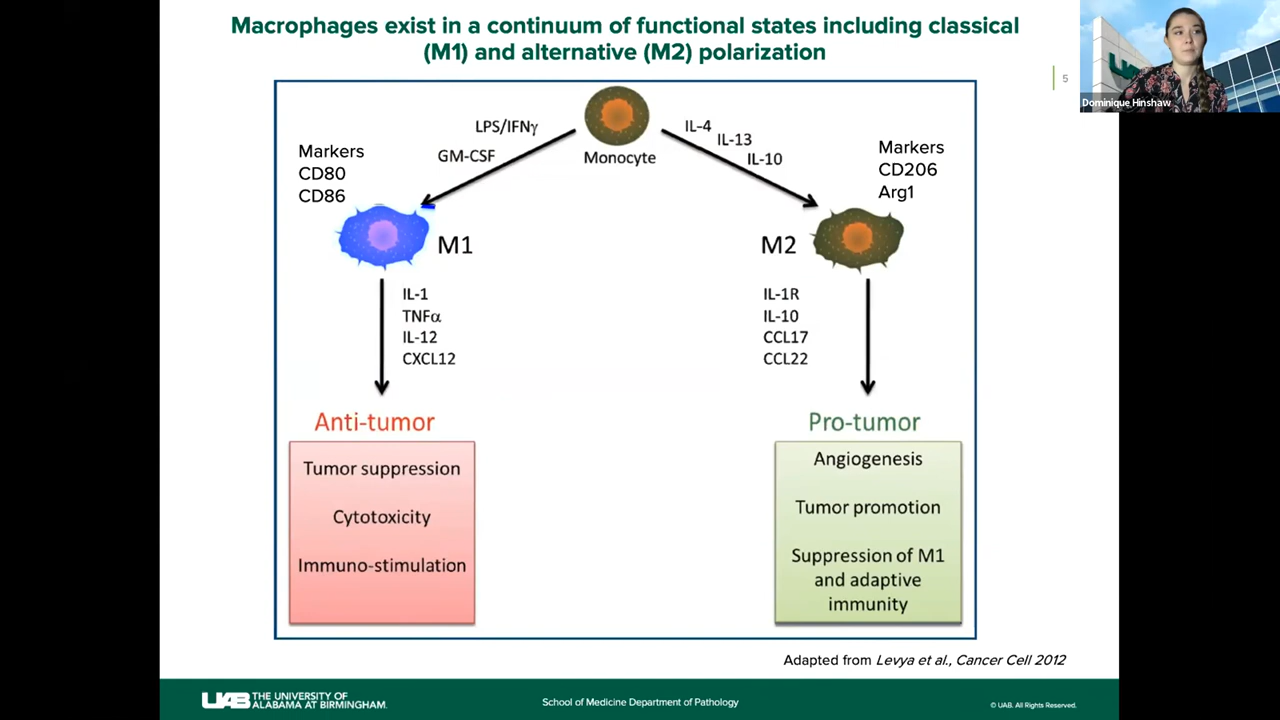 Macrophages exist in a continuum of functional states including classical
(M1) and alternative (M2) polarization
5
Dominique Hinshaw
LPS/IFNγ
GM-CSF
Monocyte
IL-4
IL-13
IL-10
Markers
CD80
CD86
Markers
CD206
Arg1
M1
M2
IL-1
TNFα
IL-12
CXCL12
IL-1R
IL-10
CCL17
CCL22
Anti-tumor
Tumor suppression
Cytotoxicity
Immuno-stimulation
Pro-tumor
Angiogenesis
Tumor promotion
Suppression of M1
and adaptive
immunity
Adapted from Levya et al., Cancer Cell 2012
UAB THE UNIVERSITY OF
ALABAMA AT BIRMINGHAM.
School of Medicine Department of Pathology
© UAB. All Rights Reserved.